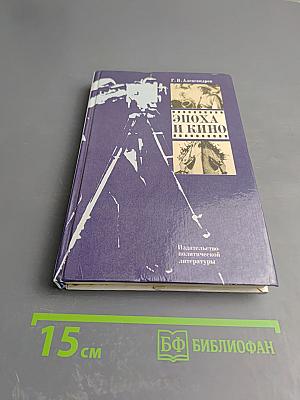 Г. В. Александров
ЭПОХА
И КИНО
Издательство
политической
литературы
15 см
БФ БИБЛИОФАН